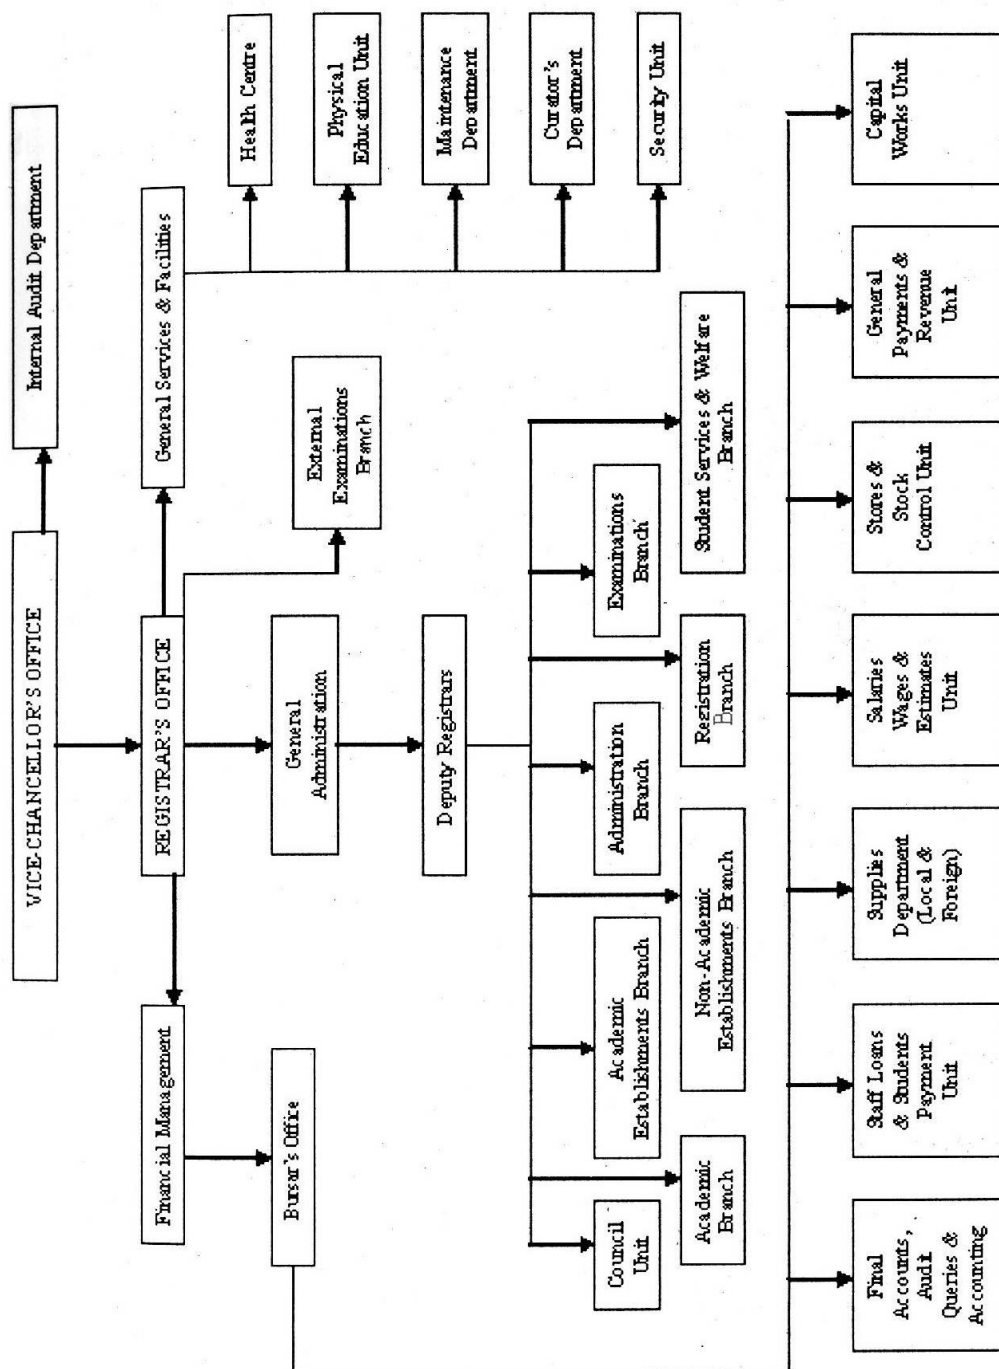 VICE-CHANCELLOR'S OFFICE
Internal Audit Department
Financial Management
REGISTRAR'S OFFICE
General Services & Facilities
Bursar's Office
General
Administration
External
Examinations
Branch
Health Centre
Physical
Education Unit
Maintenance
Department
Curator's
Department
Security Unit
Deputy Registrars
Council
Unit
Academic
Establishments Branch
Administration
Branch
Examinations
Branch
Academic
Branch
Non-Academic
Establishments Branch
Registration
Branch
Student Services & Welfare
Branch
Final
Accounts,
Audit
Queries &
Accounting
Staff Loans
& Students
Payment
Unit
Supplies
Department
(Local &
Foreign)
Salaries
Wages &
Estimates
Unit
Stores &
Stock
Control Unit
General
Payments &
Revenue
Unit
Capital
Works Unit